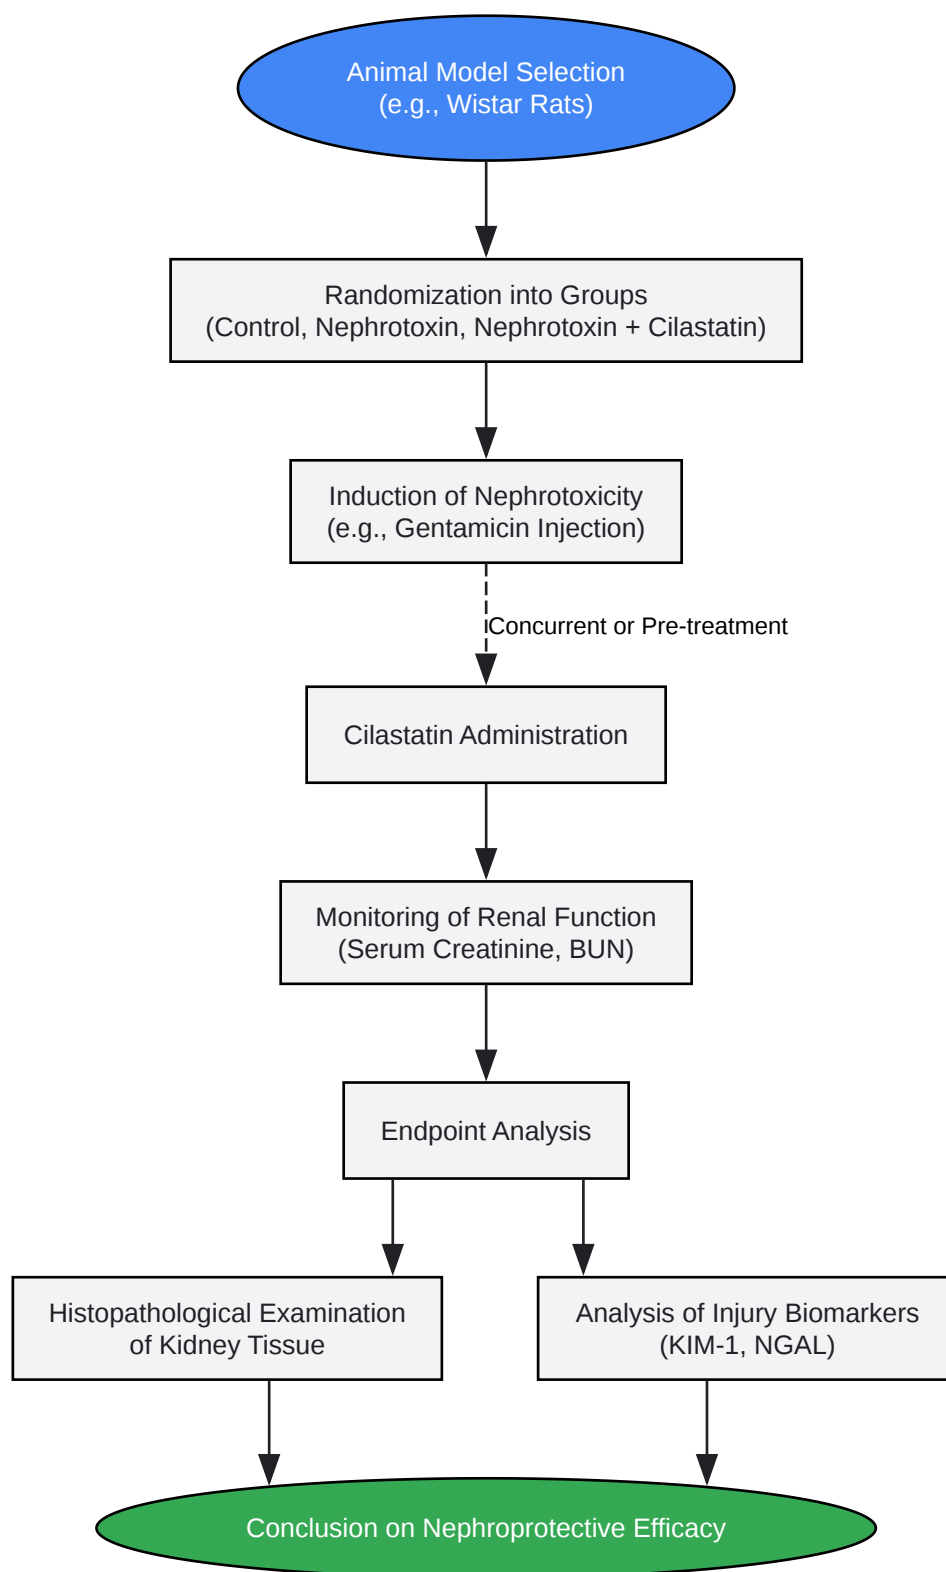 Animal Model Selection
(e.g., Wistar Rats)
Randomization into Groups
(Control, Nephrotoxin, Nephrotoxin + Cilastatin)
Induction of Nephrotoxicity
(e.g., Gentamicin Injection)
Concurrent or Pre-treatment
Cilastatin Administration
Monitoring of Renal Function
(Serum Creatinine, BUN)
Endpoint Analysis
Histopathological Examination
of Kidney Tissue
Analysis of Injury Biomarkers
(KIM-1, NGAL)
Conclusion on Nephroprotective Efficacy